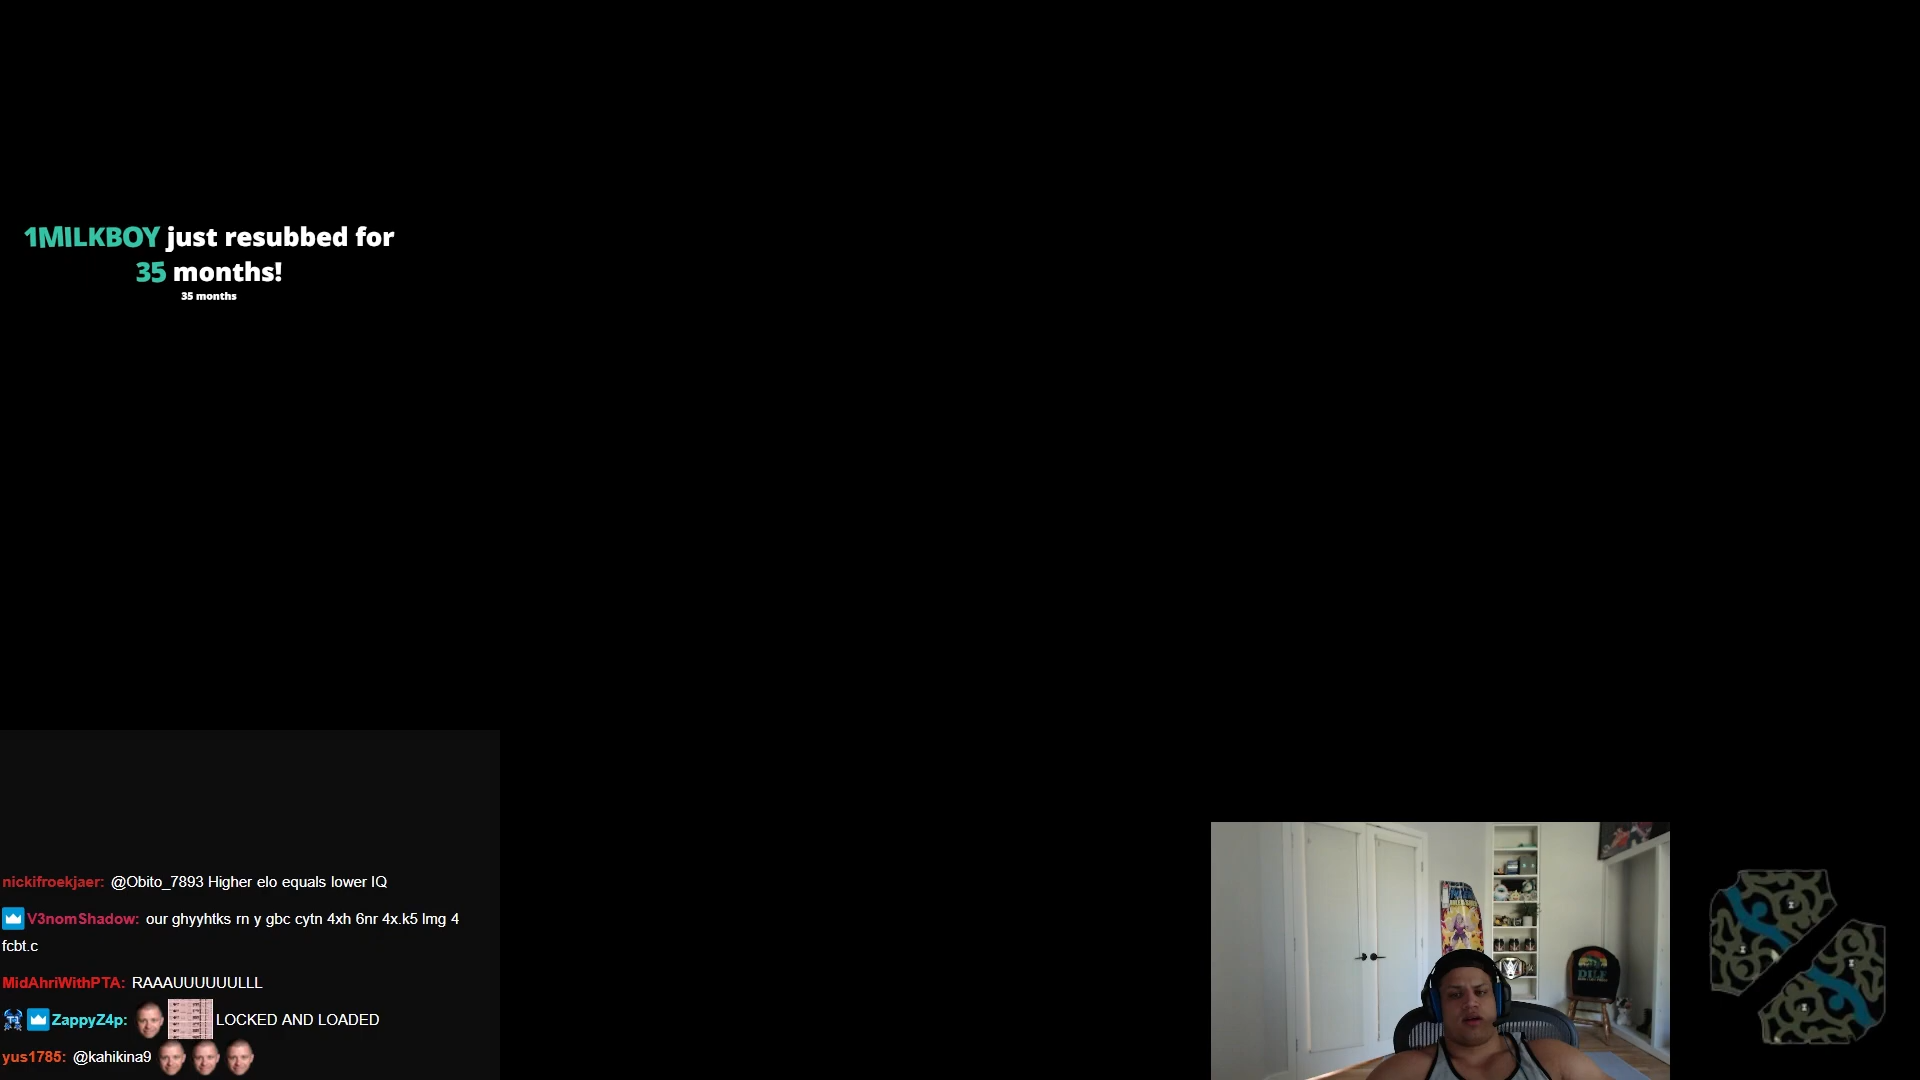 1MILKBOY just resubbed for
35 months!
35 months
nickifroekjaer: @Obito_7893 Higher elo equals lower IQ
V3nomShadow: our ghyyhtks rn y gbc cytn 4xh 6nr 4x.k5 lmg 4
fcbt.c
MidAhriWithPTA: RAAAUUUUUULLL
ZappyZ4p: LOCKED AND LOADED
yus1785: @kahikina9